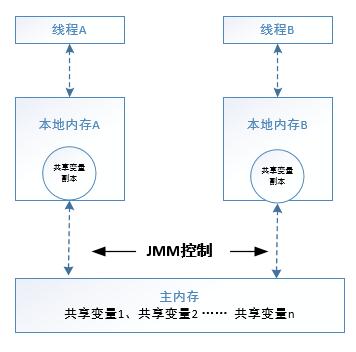 线程A
线程B
本地内存A
本地内存B
共享变量
副本
共享变量
副本
JMM控制
主内存
共享变量1、共享变量2 …… 共享变量n